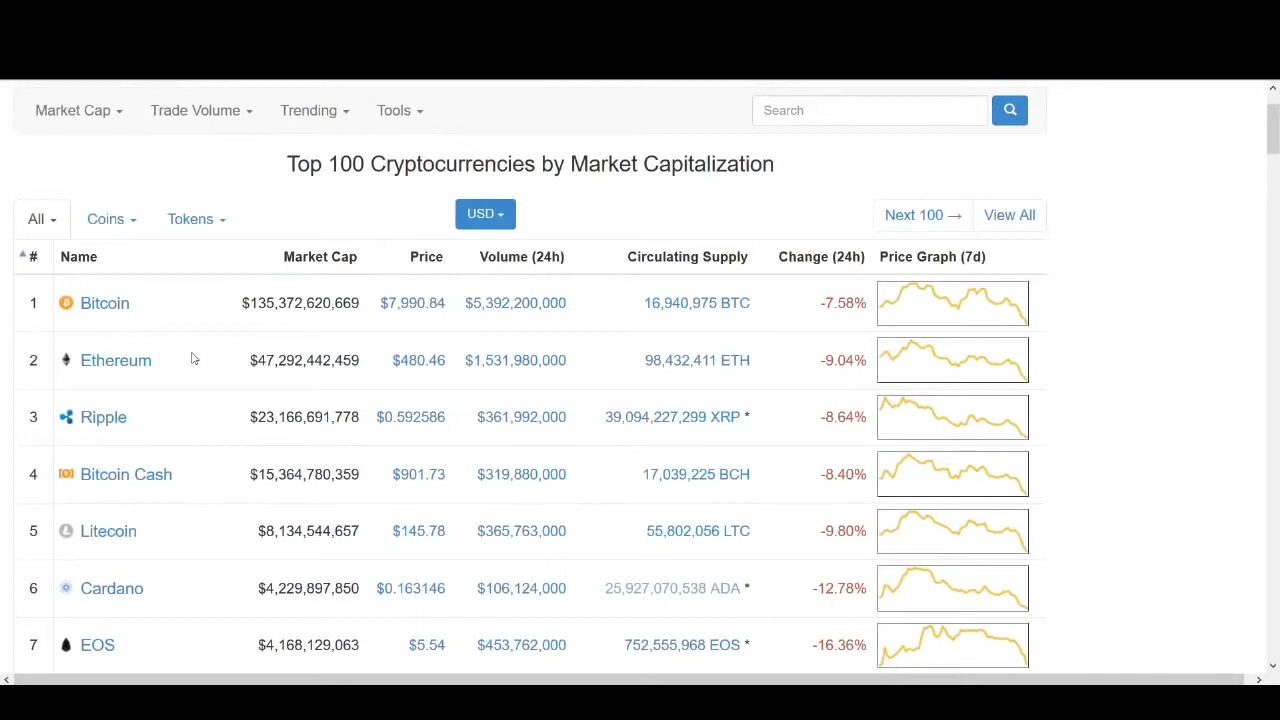 Market Cap Trade Volume Trending Tools Search
Top 100 Cryptocurrencies by Market Capitalization
All Coins Tokens USD Next 100 → View All
# Name Market Cap Price Volume (24h) Circulating Supply Change (24h) Price Graph (7d)
1 Bitcoin $135,372,620,669 $7,990.84 $5,392,200,000 16,940,975 BTC -7.58%
2 Ethereum $47,292,442,459 $480.46 $1,531,980,000 98,432,411 ETH -9.04%
3 Ripple $23,166,691,778 $0.592586 $361,992,000 39,094,227,299 XRP * -8.64%
4 Bitcoin Cash $15,364,780,359 $901.73 $319,880,000 17,039,225 BCH -8.40%
5 Litecoin $8,134,544,657 $145.78 $365,763,000 55,802,056 LTC -9.80%
6 Cardano $4,229,897,850 $0.163146 $106,124,000 25,927,070,538 ADA * -12.78%
7 EOS $4,168,129,063 $5.54 $453,762,000 752,555,968 EOS * -16.36%